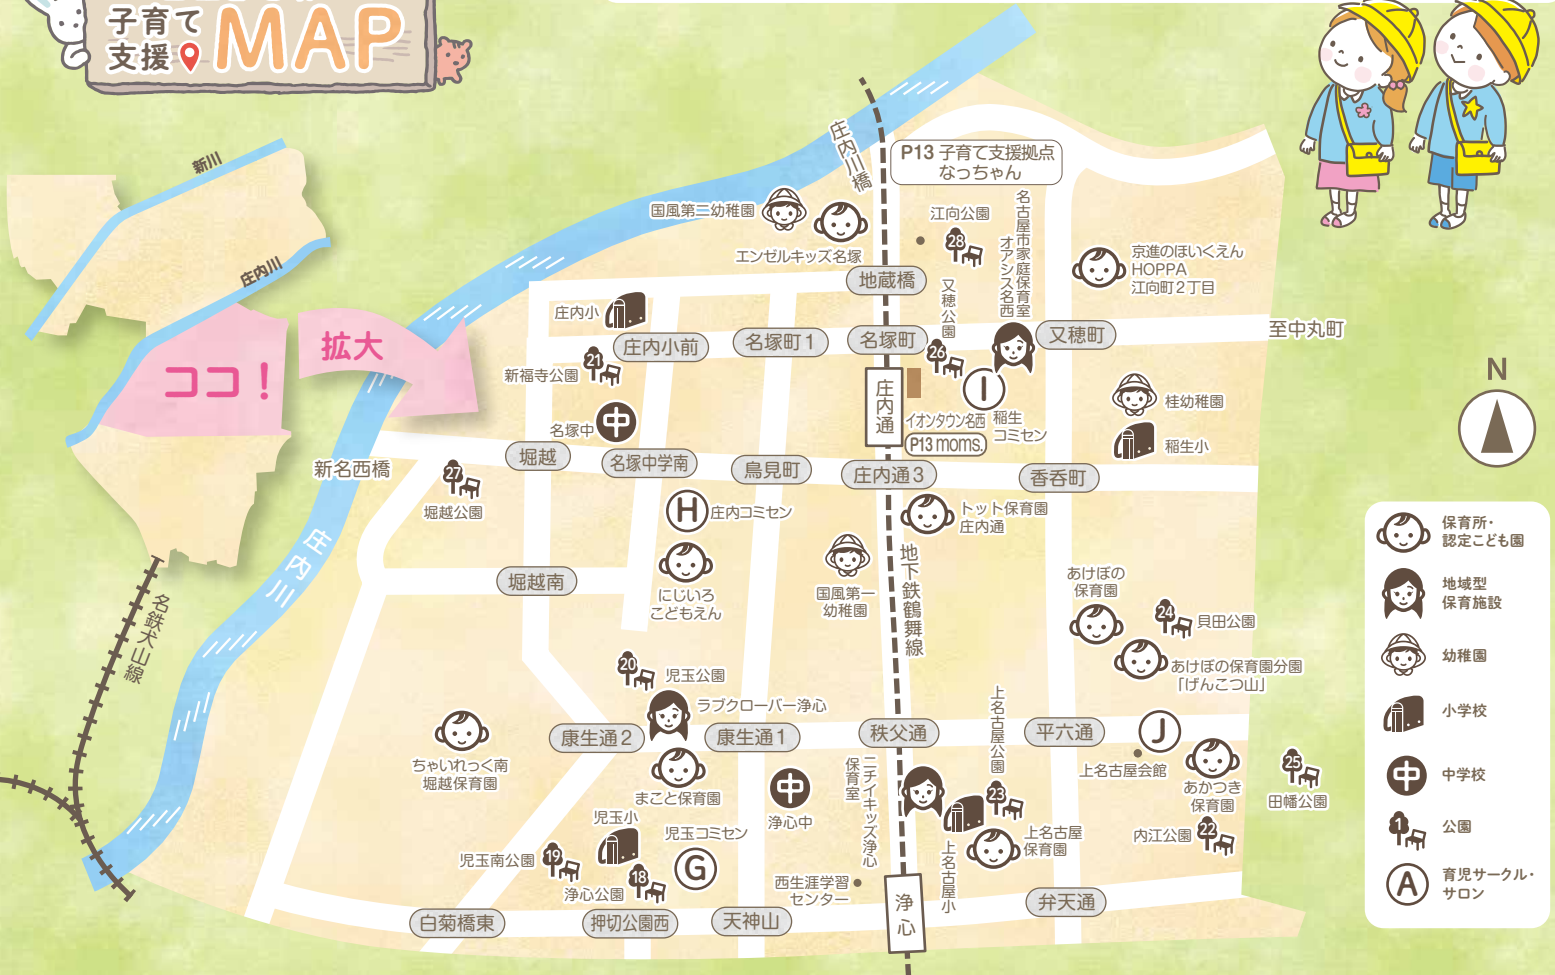 子育て
支援
MAP
新川
庄内川
ココ！
拡大
庄内川橋
P13 子育て支援拠点
なっちゃん
国風第二幼稚園
エンゼルキッズ名塚
江向公園
28
名古屋市家庭保育室
オアシス名西
京進のほいくえん
HOPPA
江向町2丁目
地蔵橋
又穂公園
26
庄内小
庄内小前
名塚町1
名塚町
又穂町
至中丸町
21
新福寺公園
名塚中
中
庄内通
イオンタウン名西
P13 moms.
I
稲生
コミセン
桂幼稚園
稲生小
N
新名西橋
堀越
名塚中学南
鳥見町
庄内通3
香呑町
27
堀越公園
H
庄内コミセン
トット保育園
庄内通
庄内川
名鉄犬山線
堀越南
にじいろ
こどもえん
国風第一
幼稚園
地下鉄鶴舞線
あけぼの
保育園
24
貝田公園
あけぼの保育園分園
「げんこつ山」
20
児玉公園
ラブクローバー浄心
康生通2
康生通1
秩父通
上名古屋公園
23
平六通
J
上名古屋会館
あかつき
保育園
25
田幡公園
ちゃいれっく南
堀越保育園
まこと保育園
中
浄心中
ニチイキッズ浄心
保育室
上名古屋
保育園
上名古屋小
内江公園
22
児玉小
児玉コミセン
G
児玉南公園
19
浄心公園
18
西生涯学習
センター
浄心
白菊橋東
押切公園西
天神山
弁天通
保育所・
認定こども園
地域型
保育施設
幼稚園
小学校
中
中学校
1
公園
A
育児サークル・
サロン